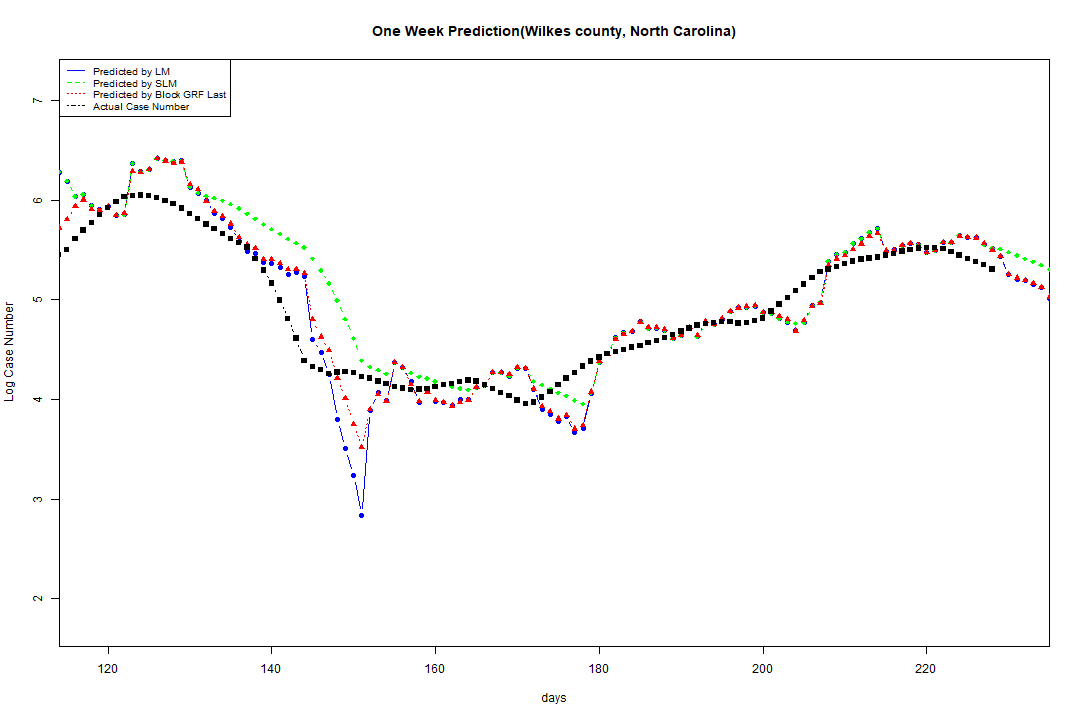 One Week Prediction(Wilkes county, North Carolina)
Predicted by LM
Predicted by SLM
Predicted by Block GRF Last
Actual Case Number
7
6
5
4
3
2
Log Case Number
120 140 160 180 200 220
days